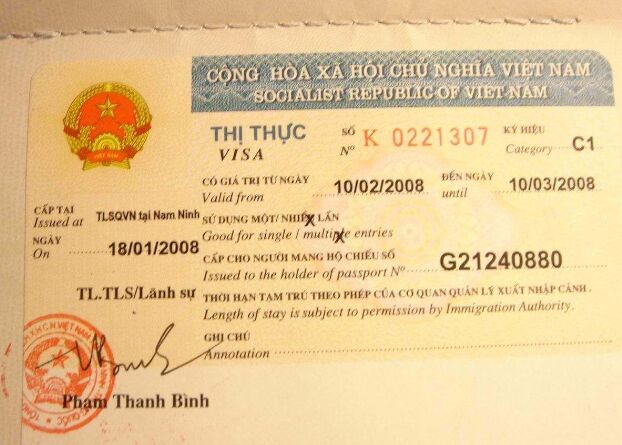 CỘNG HÒA XÃ HỘI CHỦ NGHĨA VIỆT NAM
SOCIALIST REPUBLIC OF VIET NAM
THỊ THỰC
VISA
SỐ
Nº K 0221307
KÝ HIỆU
Category C1
CÓ GIÁ TRỊ TỪ NGÀY
Valid from 10/02/2008
ĐẾN NGÀY
until 10/03/2008
CẤP TẠI
Issued at TLSQVN tại Nam Ninh
SỬ DỤNG MỘT/ NHIỀU LẦN
Good for single / multiple entries
x
x
NGÀY
On 18/01/2008
CẤP CHO NGƯỜI MANG HỘ CHIẾU SỐ
Issued to the holder of passport Nº G21240880
TL.TLS/Lãnh sự
THỜI HẠN TẠM TRÚ THEO PHÉP CỦA CƠ QUAN QUẢN LÝ XUẤT NHẬP CẢNH.
Length of stay is subject to permission by Immigration Authority.
GHI CHÚ
Annotation
Phạm Thanh Bình